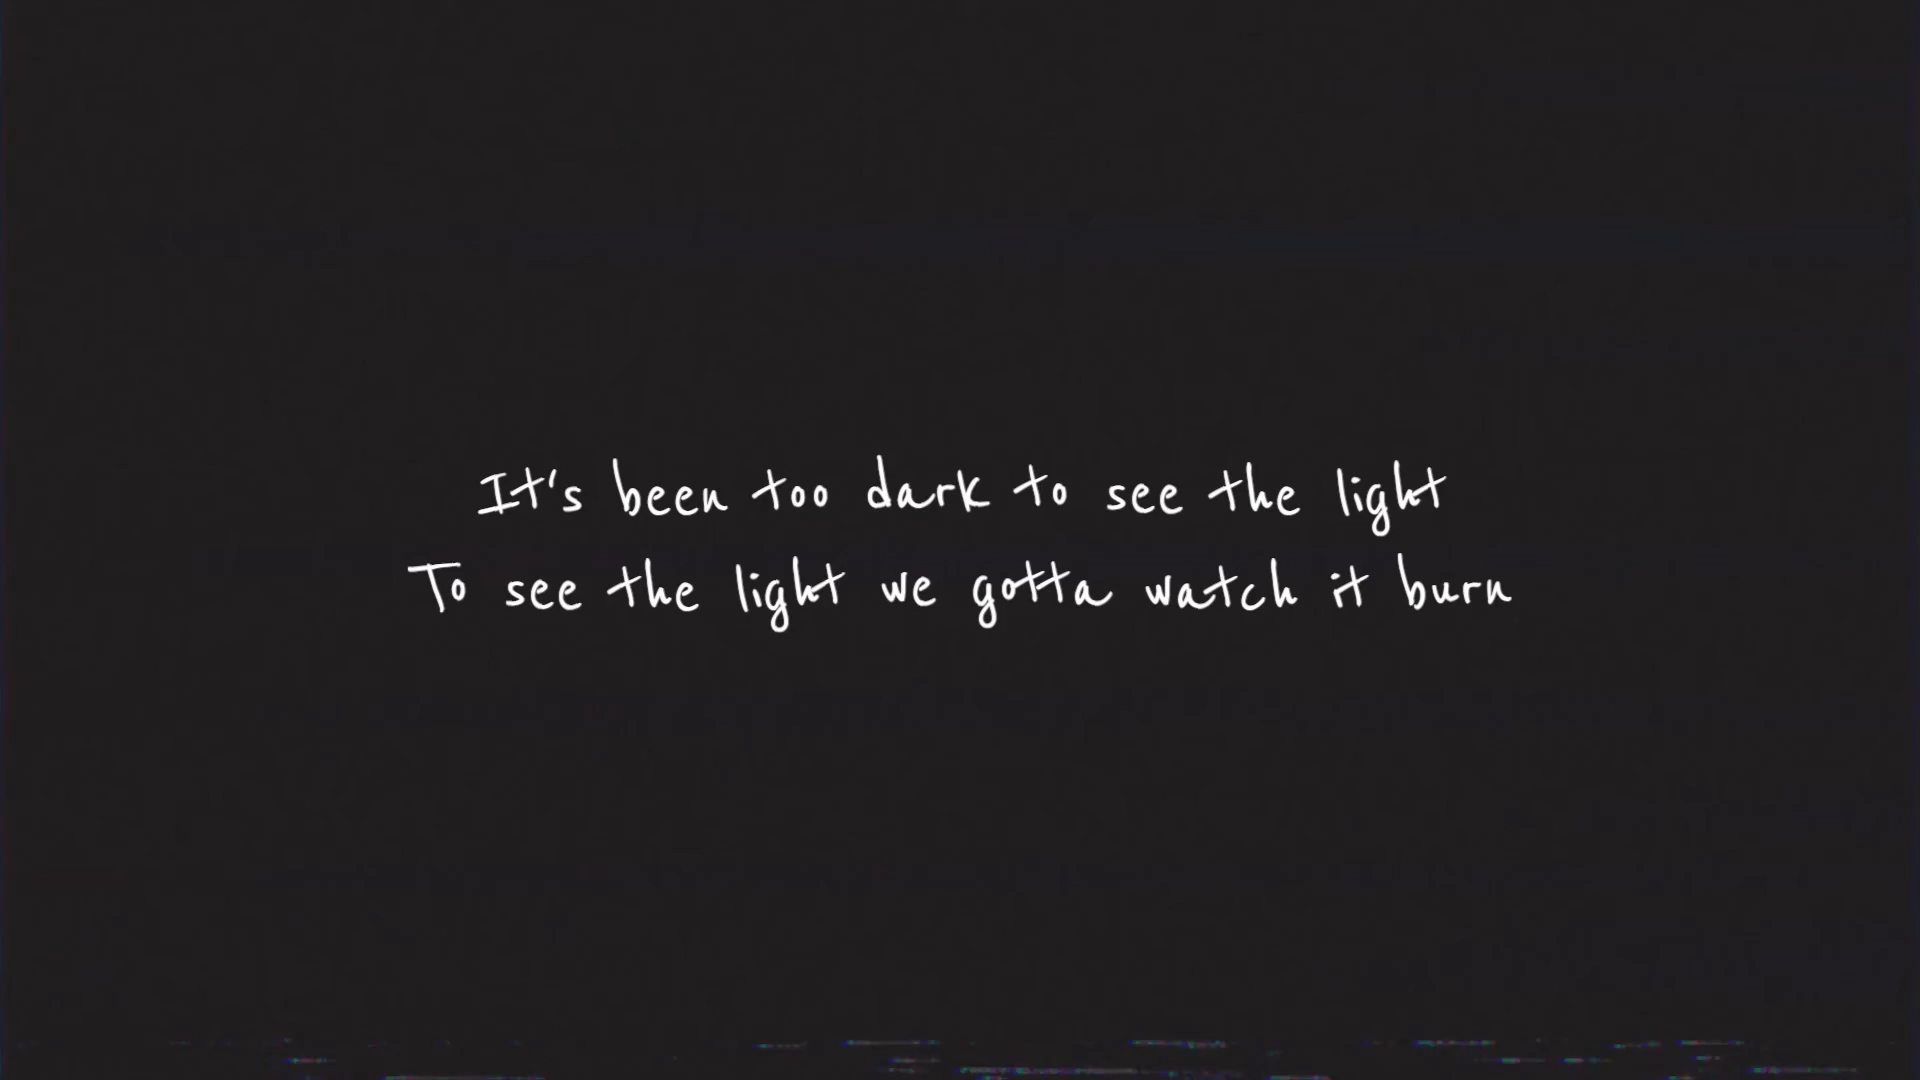 It's been too dark to see the light
To see the light we gotta watch it burn